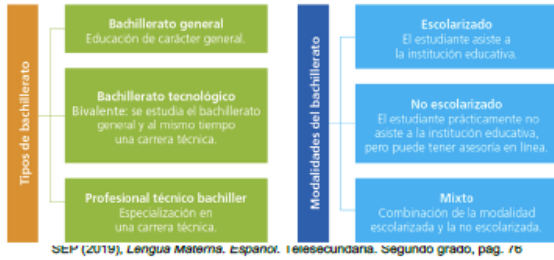 Tipos de bachillerato
Bachillerato general
Educación de carácter general.
Bachillerato tecnológico
Bivalente: se estudia el bachillerato
general y al mismo tiempo
una carrera técnica.
Profesional técnico bachiller
Especialización en
una carrera técnica.
Modalidades del bachillerato
Escolarizado
El estudiante asiste a
la institución educativa.
No escolarizado
El estudiante prácticamente no
asiste a la institución educativa,
pero puede tener asesoría en línea.
Mixto
Combinación de la modalidad
escolarizada y la no escolarizada.
SEP (2019), Lengua Materna. Español. Telesecundaria. Segundo grado, pág. 76